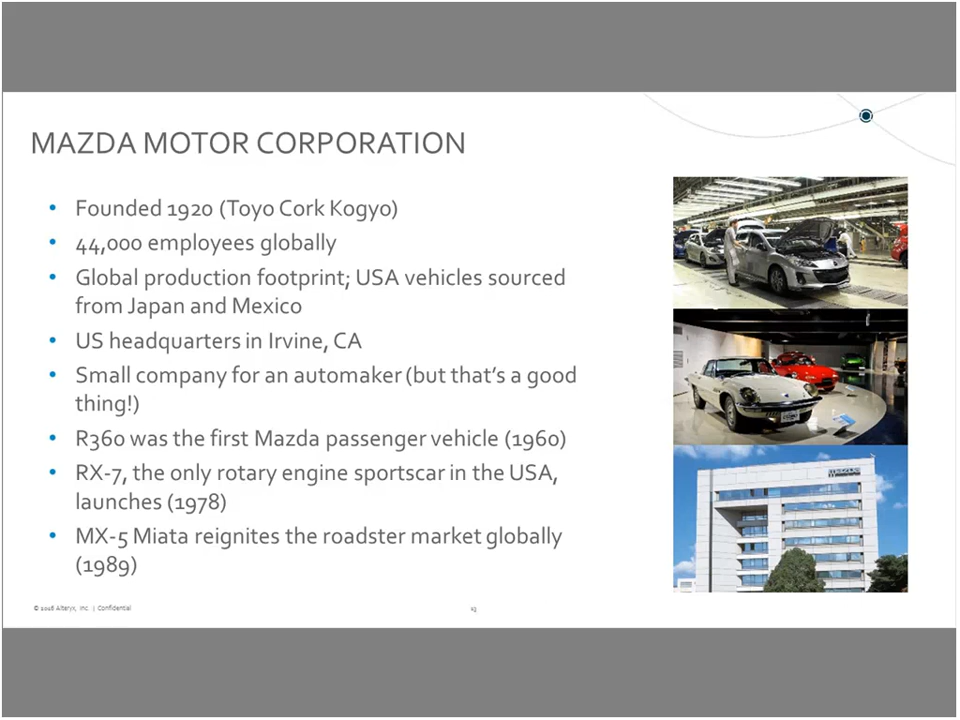 MAZDA MOTOR CORPORATION
• Founded 1920 (Toyo Cork Kogyo)
• 44,000 employees globally
• Global production footprint; USA vehicles sourced
from Japan and Mexico
• US headquarters in Irvine, CA
• Small company for an automaker (but that's a good
thing!)
• R360 was the first Mazda passenger vehicle (1960)
• RX-7, the only rotary engine sportscar in the USA,
launches (1978)
• MX-5 Miata reignites the roadster market globally
(1989)
© 2018 Alteryx, Inc. | Confidential